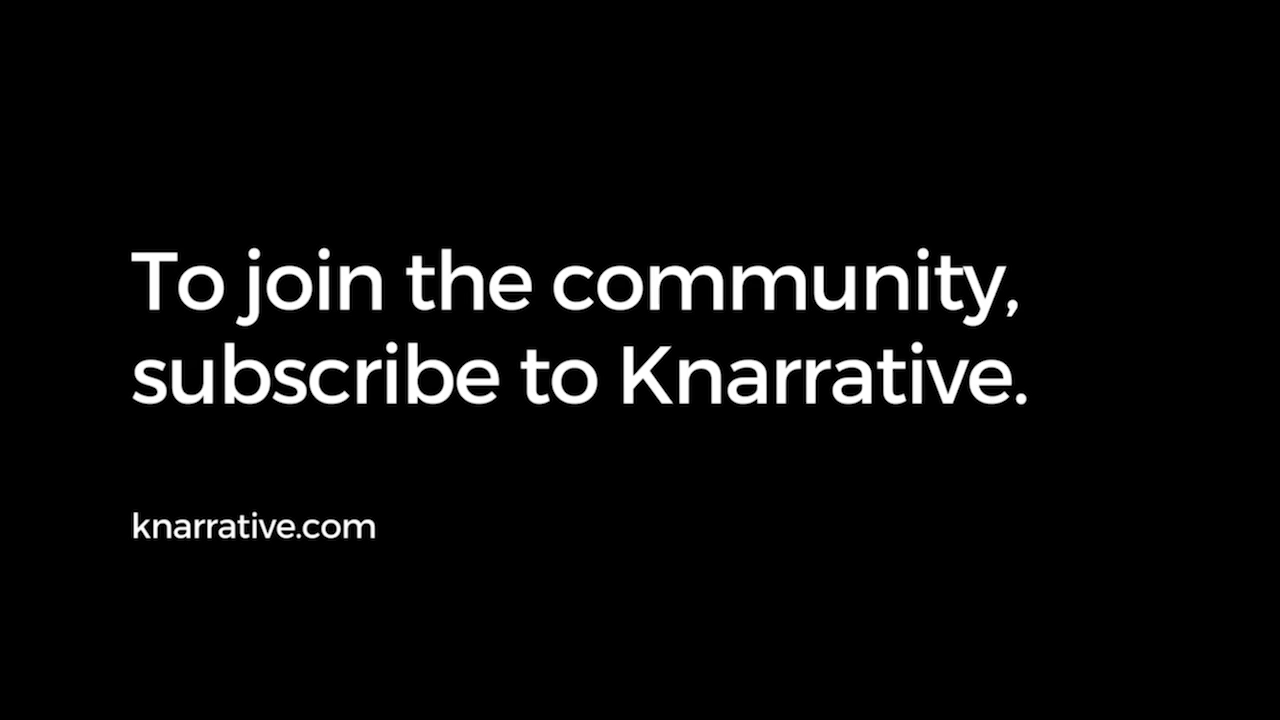 To join the community,
subscribe to Knarrative.
knarrative.com